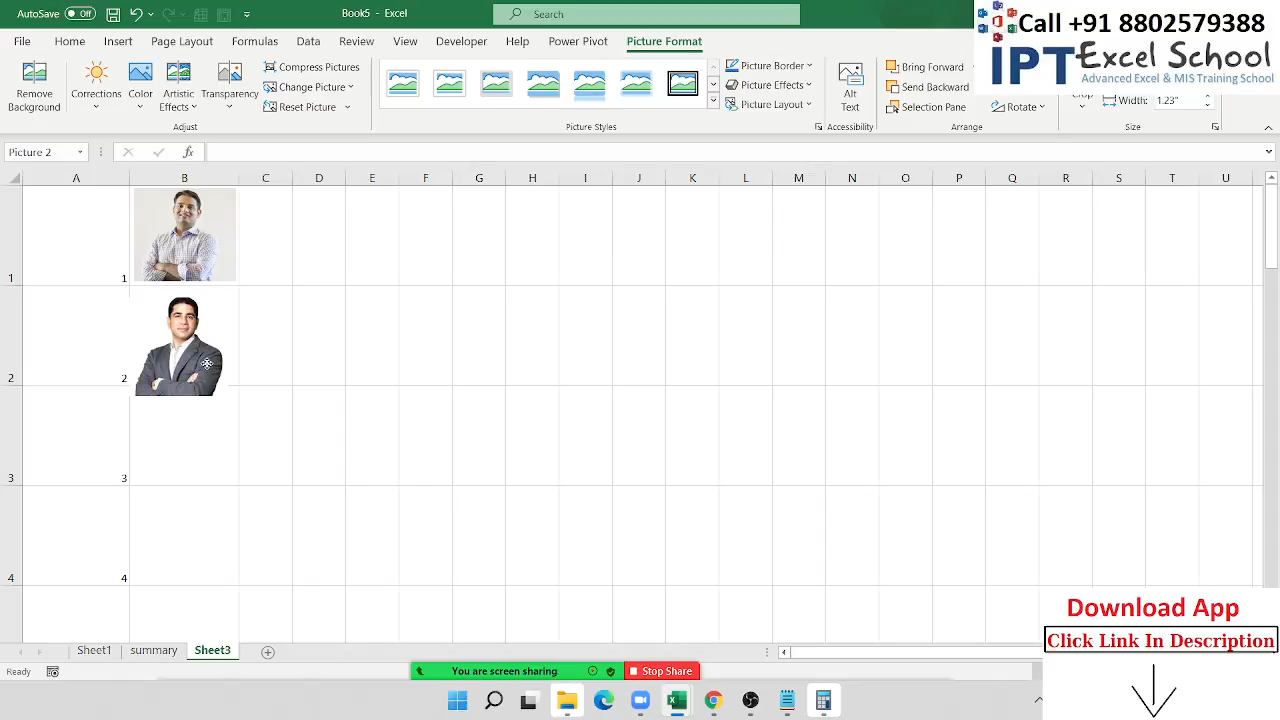 AutoSave Off Book5 - Excel Search
Call +91 8802579388
IPT Excel School
Advanced Excel & MIS Training School
File Home Insert Page Layout Formulas Data Review View Developer Help Power Pivot Picture Format
Remove Background
Corrections
Color
Artistic Effects
Transparency
Compress Pictures
Change Picture
Reset Picture
Adjust
Picture Styles
Picture Border
Picture Effects
Picture Layout
Alt Text
Accessibility
Bring Forward
Send Backward
Selection Pane
Rotate
Arrange
Width: 1.23"
Size
Picture 2 fx
A B C D E F G H I J K L M N O P Q R S T U
1 1
2 2
3 3
4 4
Download App
Click Link In Description
Sheet1 summary Sheet3
Ready
You are screen sharing Stop Share